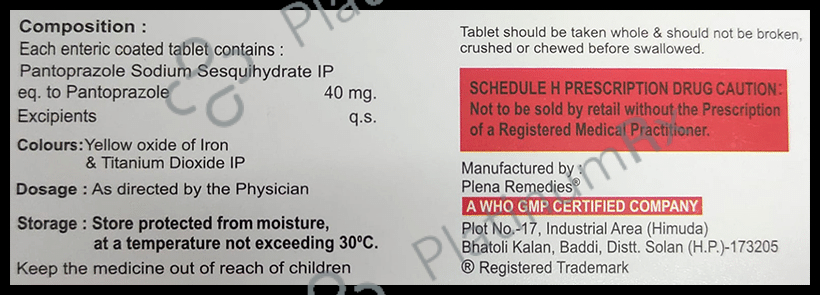 Composition :
Each enteric coated tablet contains :
Pantoprazole Sodium Sesquihydrate IP
eq. to Pantoprazole 40 mg.
Excipients q.s.
Colours: Yellow oxide of Iron
& Titanium Dioxide IP
Dosage : As directed by the Physician
Storage : Store protected from moisture,
at a temperature not exceeding 30ºC.
Keep the medicine out of reach of children
Tablet should be taken whole & should not be broken,
crushed or chewed before swallowed.
SCHEDULE H PRESCRIPTION DRUG CAUTION:
Not to be sold by retail without the Prescription
of a Registered Medical Practitioner.
Manufactured by :
Plena Remedies®
A WHO GMP CERTIFIED COMPANY
Plot No.-17, Industrial Area (Himuda)
Bhatoli Kalan, Baddi, Distt. Solan (H.P.)-173205
® Registered Trademark
PlatinumRx